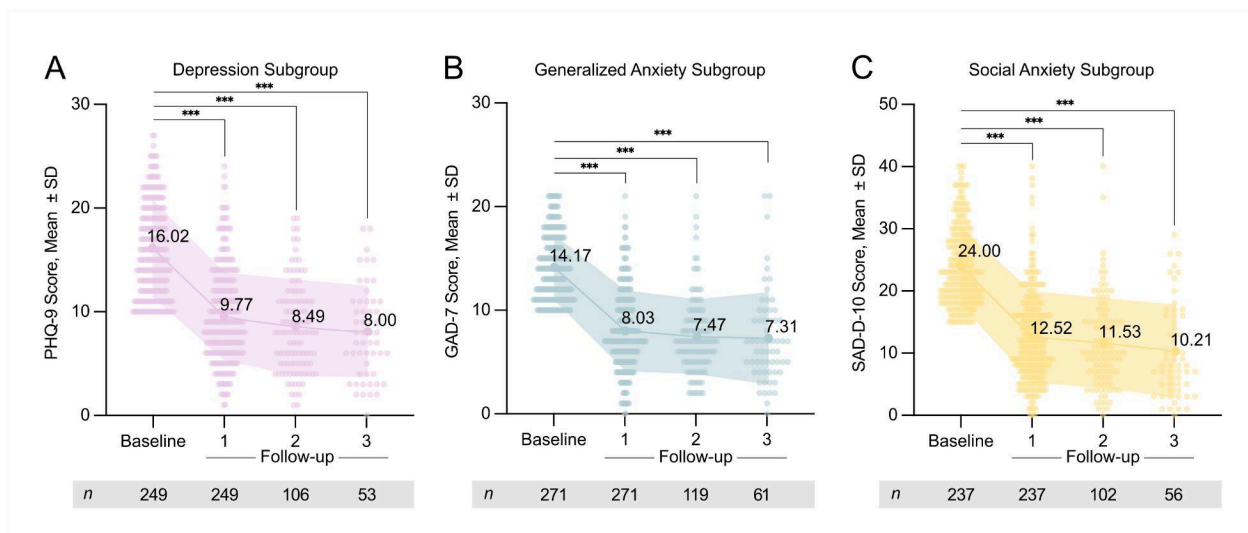 A
Depression Subgroup
***
***
***
PHQ-9 Score, Mean ± SD
30
20
10
0
16.02
9.77
8.49
8.00
Baseline 1 2 3
Follow-up
n 249 249 106 53
B
Generalized Anxiety Subgroup
***
***
***
GAD-7 Score, Mean ± SD
30
20
10
0
14.17
8.03
7.47
7.31
Baseline 1 2 3
Follow-up
n 271 271 119 61
C
Social Anxiety Subgroup
***
***
***
SAD-D-10 Score, Mean ± SD
50
40
30
20
10
0
24.00
12.52
11.53
10.21
Baseline 1 2 3
Follow-up
n 237 237 102 56